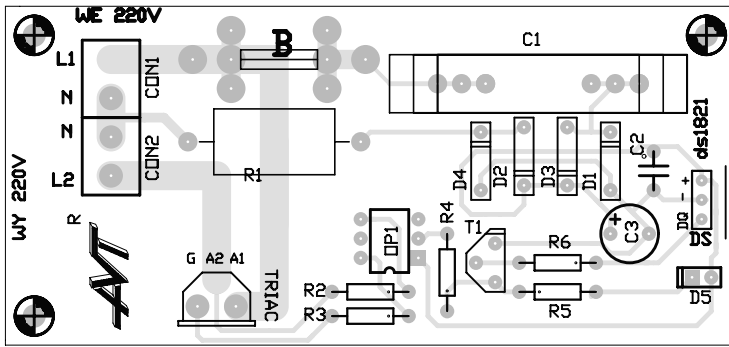 WE 220V
B
C1
L1
CON1
N
N
CON2
L2
R1
D4
D2
D3
D1
C2
ds1821
WY 220V
R
G A2 A1
TRIAC
OP1
R4
T1
R6
R5
C3
+
+
-
DQ
DS
D5
R2
R3